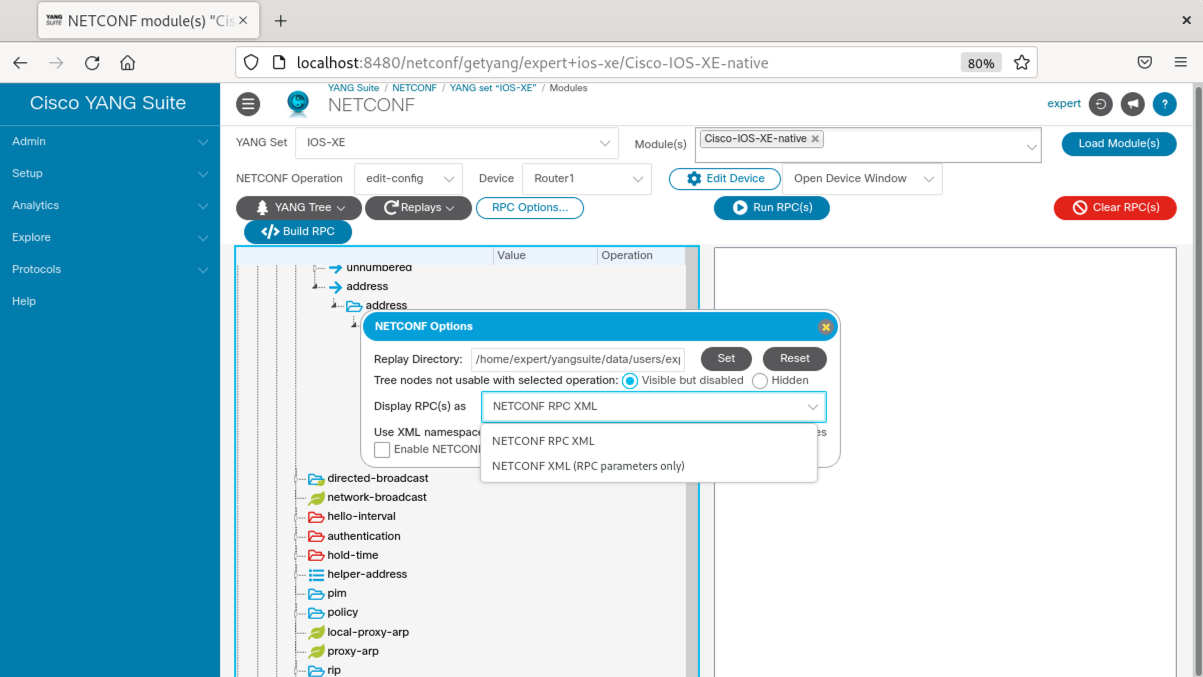 YANG SUITE NETCONF module(s) "Cis
localhost:8480/netconf/getyang/expert+ios-xe/Cisco-IOS-XE-native 80%
Cisco YANG Suite
Admin
Setup
Analytics
Explore
Protocols
Help
YANG Suite / NETCONF / YANG set "IOS-XE" / Modules
NETCONF
expert ?
YANG Set IOS-XE Module(s) Cisco-IOS-XE-native Load Module(s)
NETCONF Operation edit-config Device Router1 Edit Device Open Device Window
YANG Tree Replays RPC Options... Run RPC(s) Clear RPC(s)
</> Build RPC
Value Operation
unnumbered
address
address
NETCONF Options
Replay Directory: /home/expert/yangsuite/data/users/exp Set Reset
Tree nodes not usable with selected operation: Visible but disabled Hidden
Display RPC(s) as NETCONF RPC XML
Use XML namespace es
Enable NETCONF
NETCONF RPC XML
NETCONF XML (RPC parameters only)
directed-broadcast
network-broadcast
hello-interval
authentication
hold-time
helper-address
pim
policy
local-proxy-arp
proxy-arp
rip